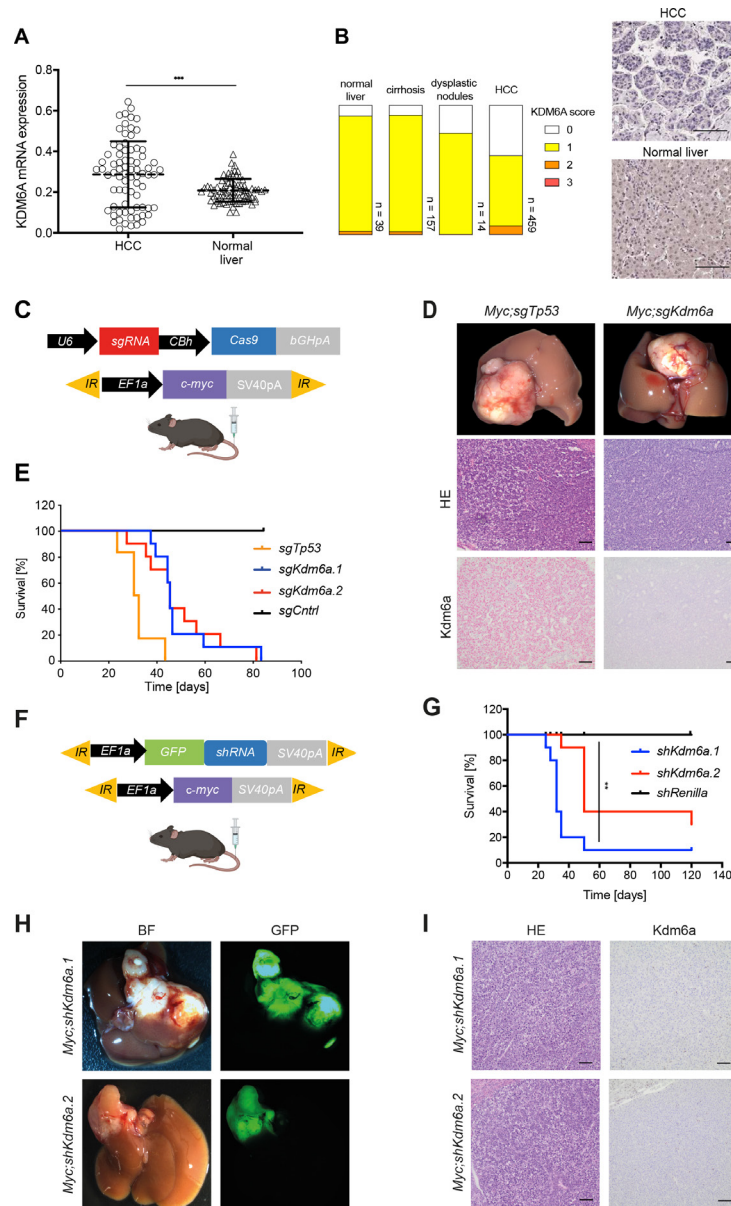 A
***
KDM6A mRNA expression
0.8
0.6
0.4
0.2
0.0
HCC
Normal
liver
B
normal
liver
cirrhosis
dysplastic
nodules
HCC
n = 39
n = 157
n = 14
n = 459
KDM6A score
0
1
2
3
HCC
Normal liver
C
U6
sgRNA
CBh
Cas9
bGHpA
IR
EF1a
c-myc
SV40pA
IR
D
Myc;sgTp53
Myc;sgKdm6a
HE
Kdm6a
E
Survival [%]
120
100
80
60
40
20
0
0
20
40
60
80
100
Time [days]
sgTp53
sgKdm6a.1
sgKdm6a.2
sgCntrl
F
IR
EF1a
GFP
shRNA
SV40pA
IR
IR
EF1a
c-myc
SV40pA
IR
G
Survival [%]
120
100
80
60
40
20
0
0
20
40
60
80
100
120
140
Time [days]
**
shKdm6a.1
shKdm6a.2
shRenilla
H
BF
GFP
Myc;shKdm6a.1
Myc;shKdm6a.2
I
HE
Kdm6a
Myc;shKdm6a.1
Myc;shKdm6a.2